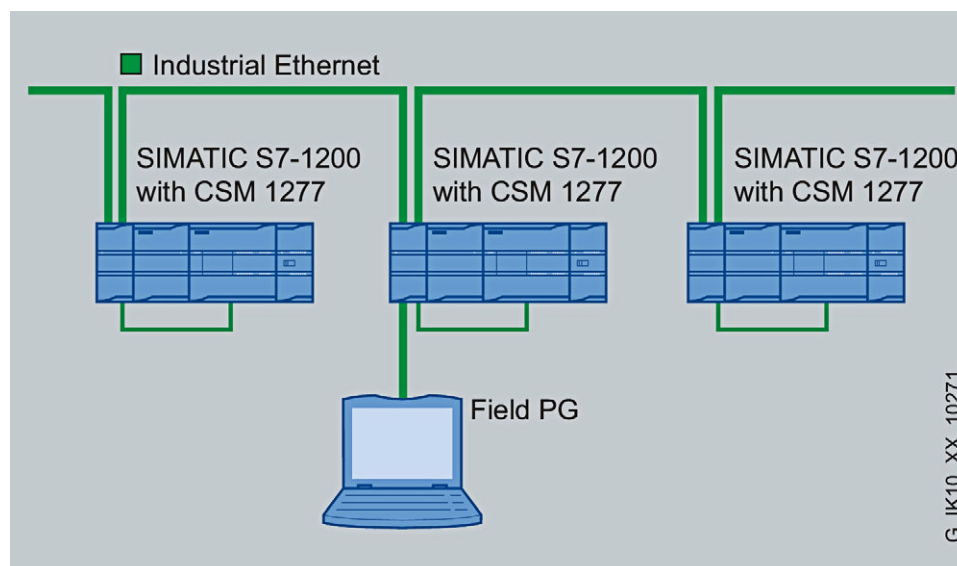 Industrial Ethernet
SIMATIC S7-1200
with CSM 1277
SIMATIC S7-1200
with CSM 1277
SIMATIC S7-1200
with CSM 1277
Field PG
G_IK10_XX_10271